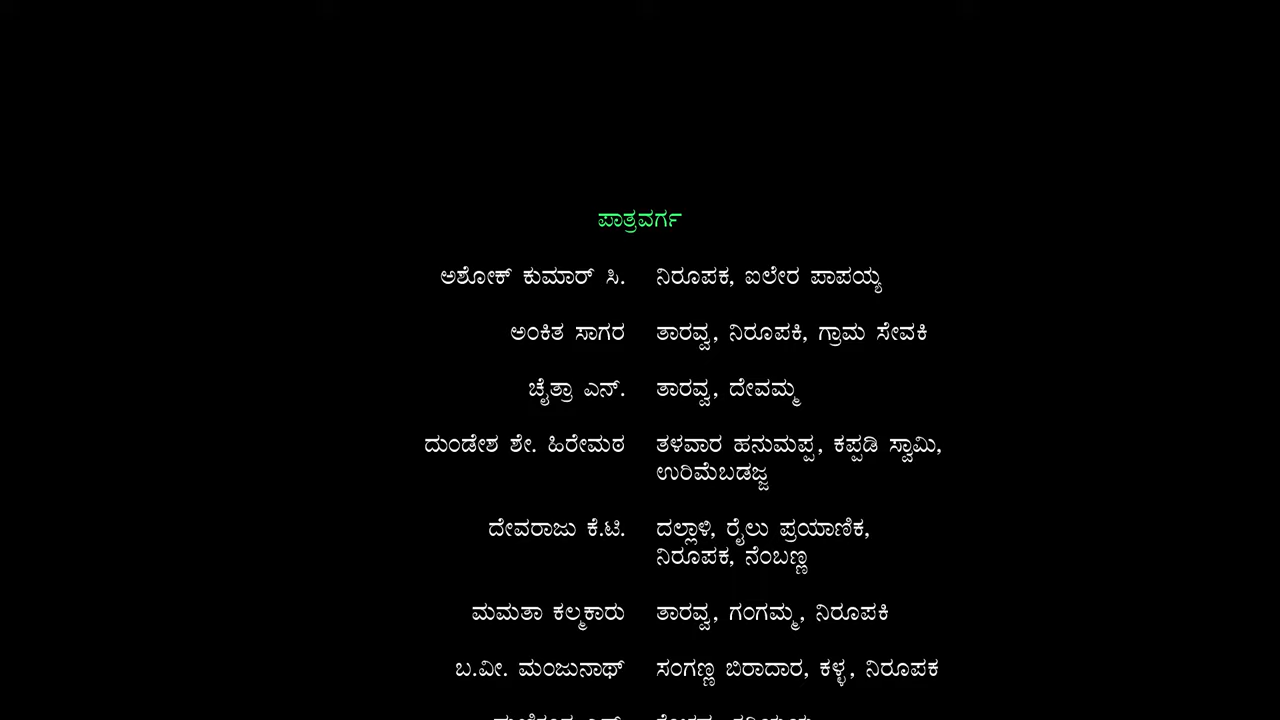 ಪಾತ್ರವರ್ಗ
ಅಶೋಕ್ ಕುಮಾರ್ ಸಿ. ನಿರೂಪಕ, ಐಲೇರ ಪಾಪಯ್ಯ
ಅಂಕಿತ ಸಾಗರ ತಾರವ್ವ, ನಿರೂಪಕಿ, ಗ್ರಾಮ ಸೇವಕಿ
ಚೈತ್ರಾ ಎನ್. ತಾರವ್ವ, ದೇವಮ್ಮ
ದುಂಡೇಶ ಶೇ. ಹಿರೇಮಠ ತಳವಾರ ಹನುಮಪ್ಪ, ಕಪ್ಪಡಿ ಸ್ವಾಮಿ,
ಉರಿಮೆಬಡಜ್ಜ
ದೇವರಾಜು ಕೆ.ಟಿ. ದಲ್ಲಾಳಿ, ರೈಲು ಪ್ರಯಾಣಿಕ,
ನಿರೂಪಕ, ನೆಂಬಣ್ಣ
ಮಮತಾ ಕಲ್ಮಕಾರು ತಾರವ್ವ, ಗಂಗಮ್ಮ, ನಿರೂಪಕಿ
ಬ.ವೀ. ಮಂಜುನಾಥ್ ಸಂಗಣ್ಣ ಬಿರಾದಾರ, ಕಳ್ಳ, ನಿರೂಪಕ